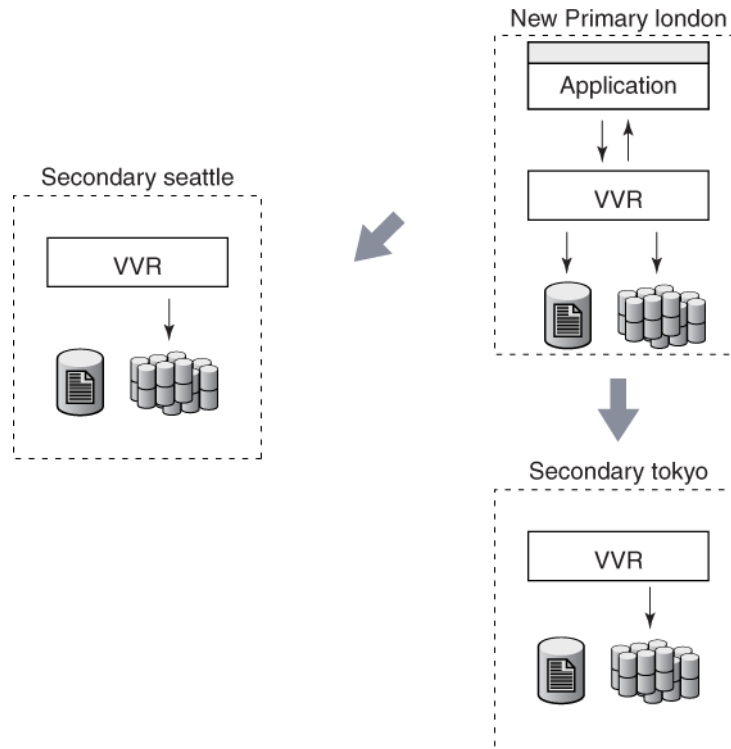 New Primary london
Application
VVR
Secondary seattle
VVR
Secondary tokyo
VVR